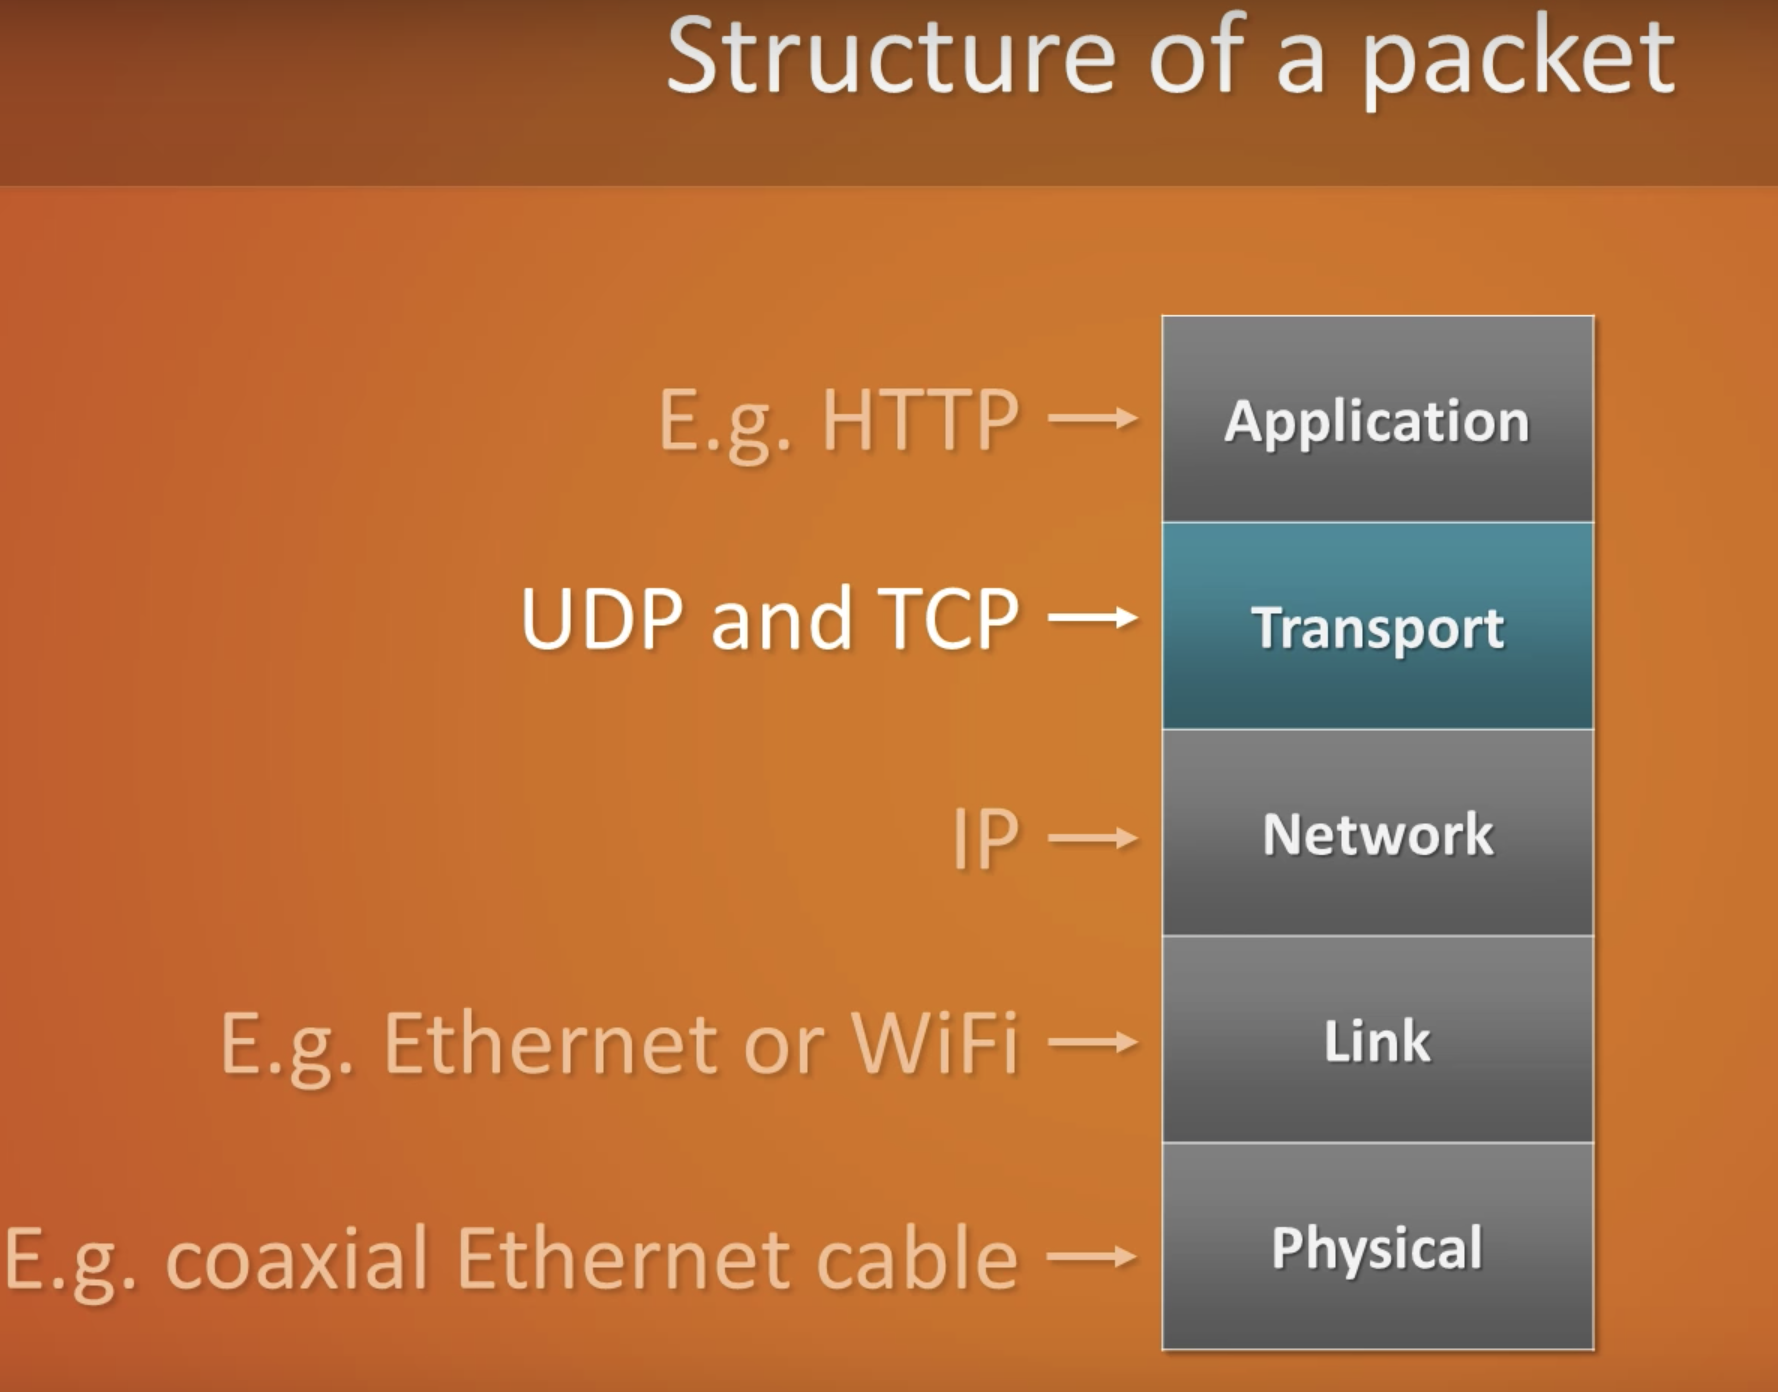 Structure of a packet
E.g. HTTP → Application
UDP and TCP → Transport
IP → Network
E.g. Ethernet or WiFi → Link
E.g. coaxial Ethernet cable → Physical